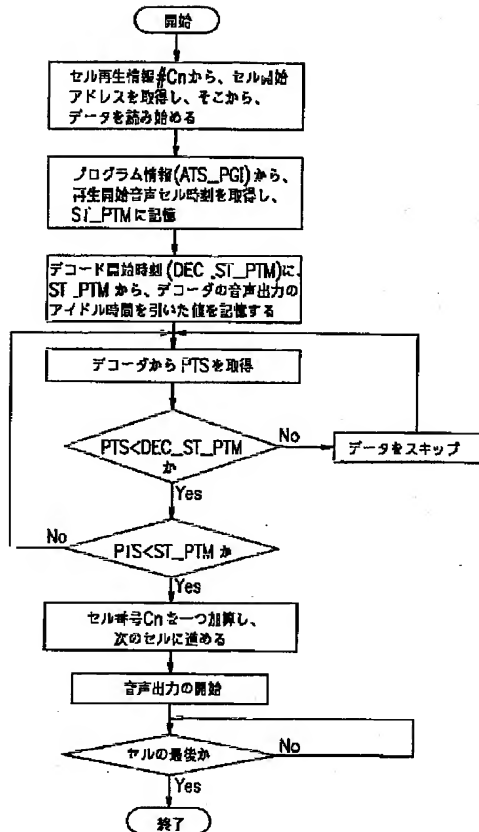 開始
セル再生情報#Cnから、セル開始
アドレスを取得し、そこから、
データを読み始める
プログラム情報(ATS_PGI)から、
再生開始音声セル時刻を取得し、
ST_PTMに記憶
デコード開始時刻(DEC_ST_PTM)に、
ST_PTMから、デコーダの音声出力の
アイドル時間を引いた値を記憶する
デコーダからPTSを取得
PTS<DEC_ST_PTM
か
No
データをスキップ
Yes
No
PTS<ST_PTMか
Yes
セル番号Cnを一つ加算し、
次のセルに進める
音声出力の開始
セルの最後か
No
Yes
終了